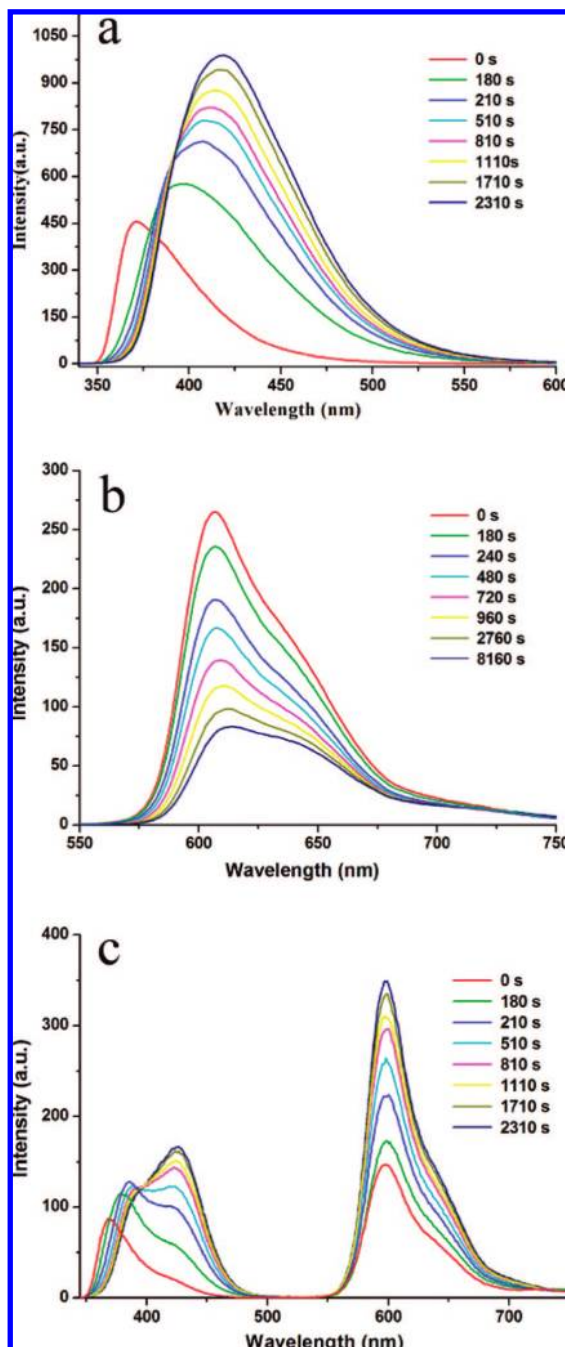 a
1050
900
750
600
450
300
150
0
Intensity(a.u.)
350 400 450 500 550 600
Wavelength (nm)
0 s
180 s
210 s
510 s
810 s
1110s
1710 s
2310 s
b
300
250
200
150
100
50
0
Intensity (a.u.)
550 600 650 700 750
Wavelength (nm)
0 s
180 s
240 s
480 s
720 s
960 s
2760 s
8160 s
c
400
300
200
100
0
Intensity (a.u.)
400 500 600 700
Wavelength (nm)
0 s
180 s
210 s
510 s
810 s
1110 s
1710 s
2310 s